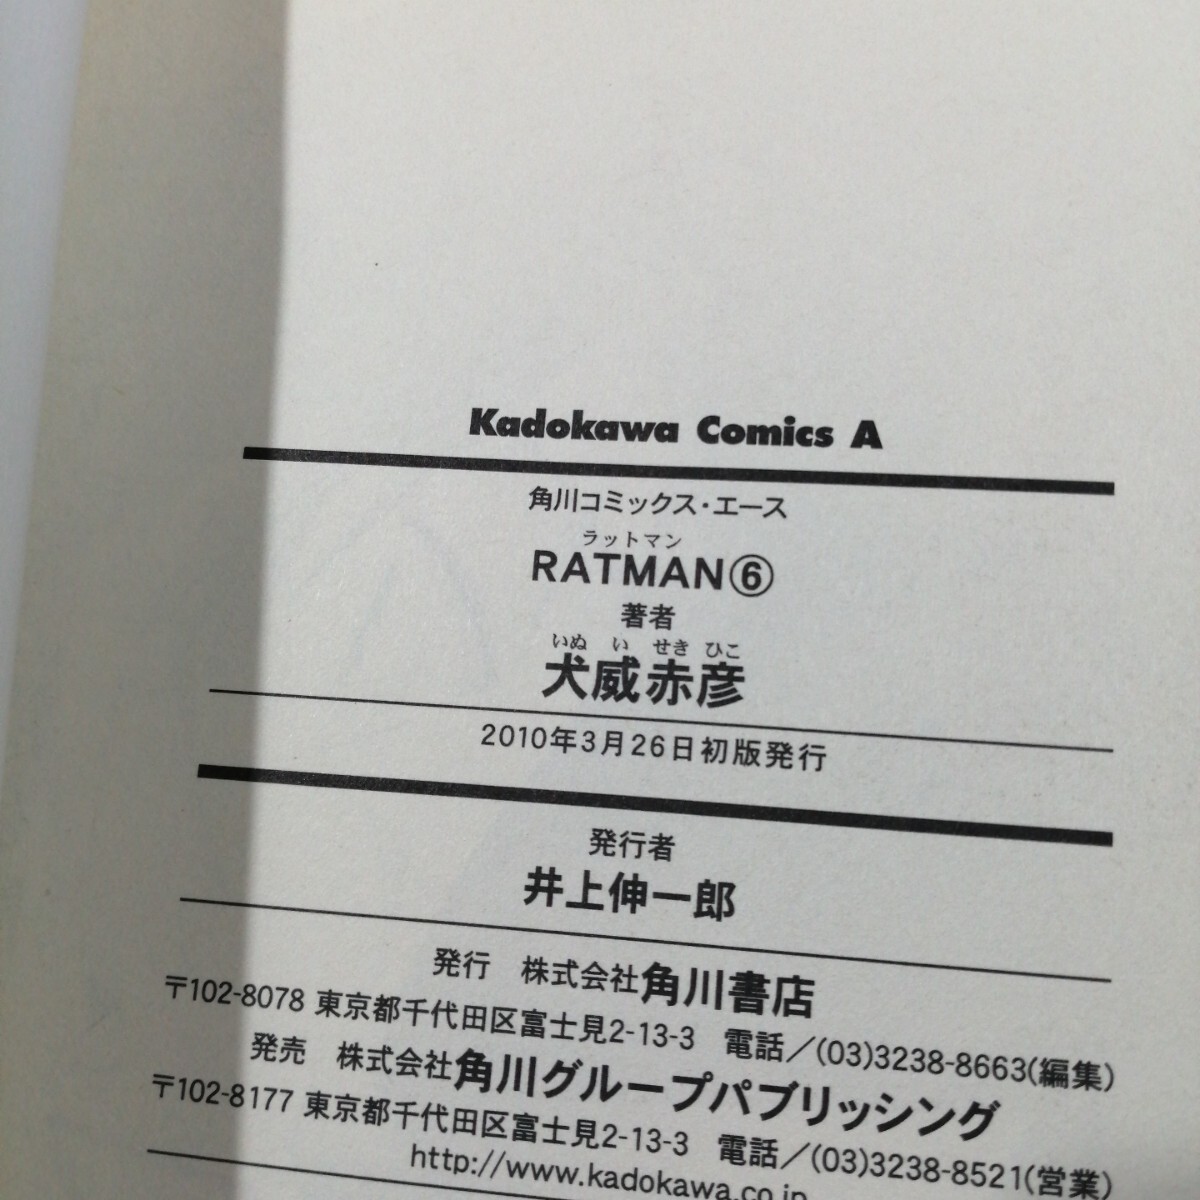 Kadokawa Comics A
角川コミックス・エース
ラットマン
RATMAN⑥
著者
いぬ い せき ひこ
犬威赤彦
2010年3月26日初版発行
発行者
井上伸一郎
発行 株式会社角川書店
〒102-8078 東京都千代田区富士見2-13-3 電話／(03)3238-8663(編集)
発売 株式会社角川グループパブリッシング
〒102-8177 東京都千代田区富士見2-13-3 電話／(03)3238-8521(営業)
http://www.kadokawa.co.jp